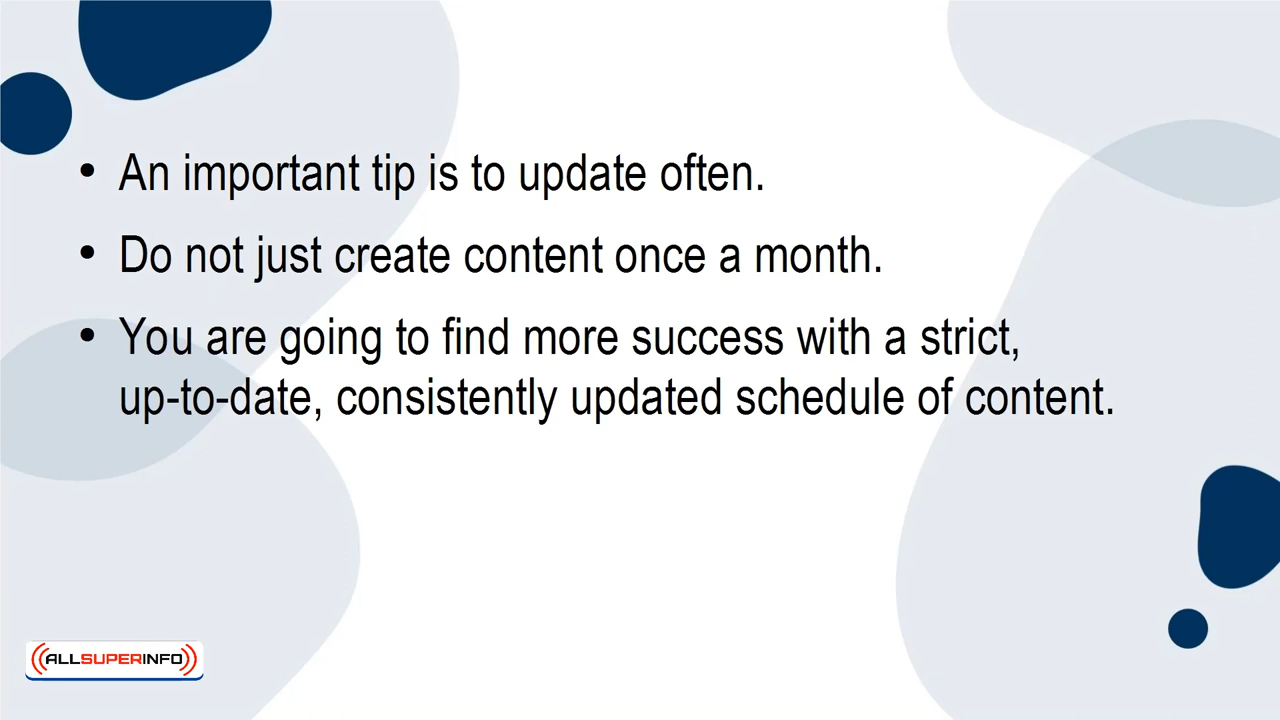 • An important tip is to update often.
• Do not just create content once a month.
• You are going to find more success with a strict,
up-to-date, consistently updated schedule of content.
ALLSUPERINFO